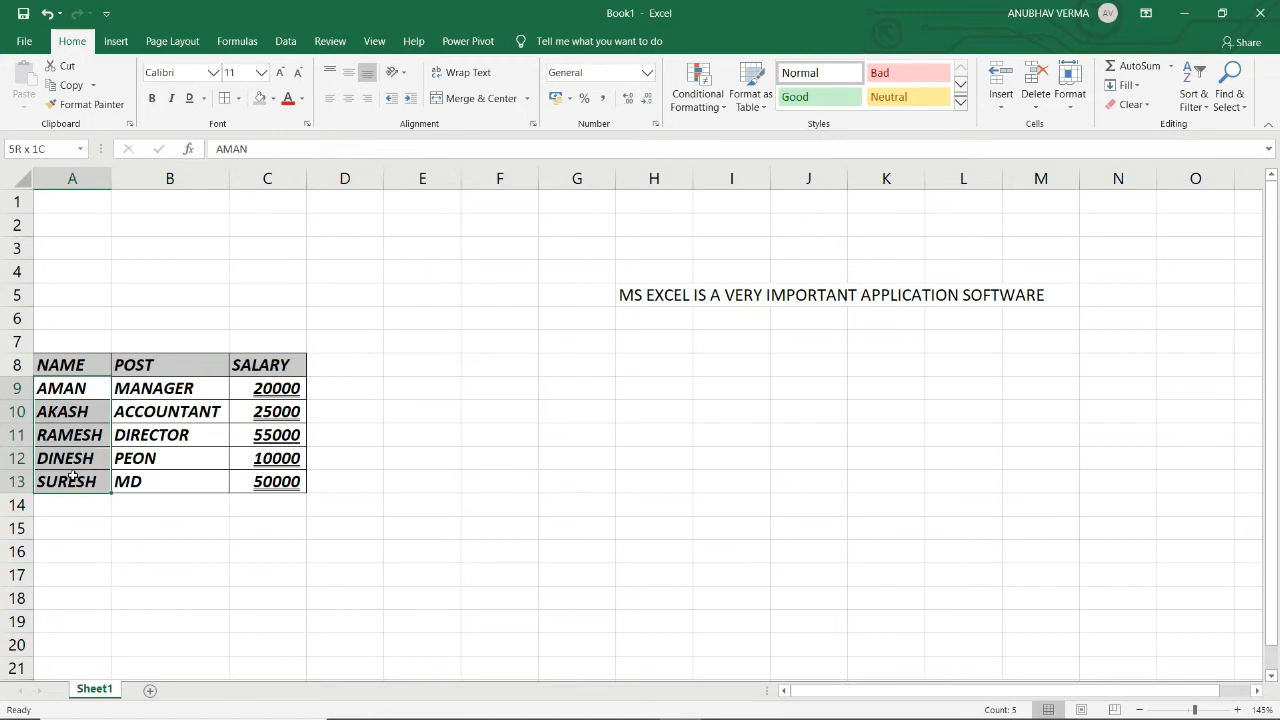 Book1 - Excel
ANUBHAV VERMA AV
File Home Insert Page Layout Formulas Data Review View Help Power Pivot Tell me what you want to do Share
Paste Cut Copy Format Painter
Clipboard
Calibri 11
B I U A
Font
Wrap Text
Merge & Center
Alignment
General
% ,
Number
Conditional Formatting Format as Table
Normal Bad
Good Neutral
Styles
Insert Delete Format
Cells
AutoSum
Fill
Clear
Sort & Filter Find & Select
Editing
5R x 1C fx AMAN
A B C D E F G H I J K L M N O
1
2
3
4
5 MS EXCEL IS A VERY IMPORTANT APPLICATION SOFTWARE
6
7
8 NAME POST SALARY
9 AMAN MANAGER 20000
10 AKASH ACCOUNTANT 25000
11 RAMESH DIRECTOR 55000
12 DINESH PEON 10000
13 SURESH MD 50000
14
15
16
17
18
19
20
21
Sheet1
Ready Count: 5 145%